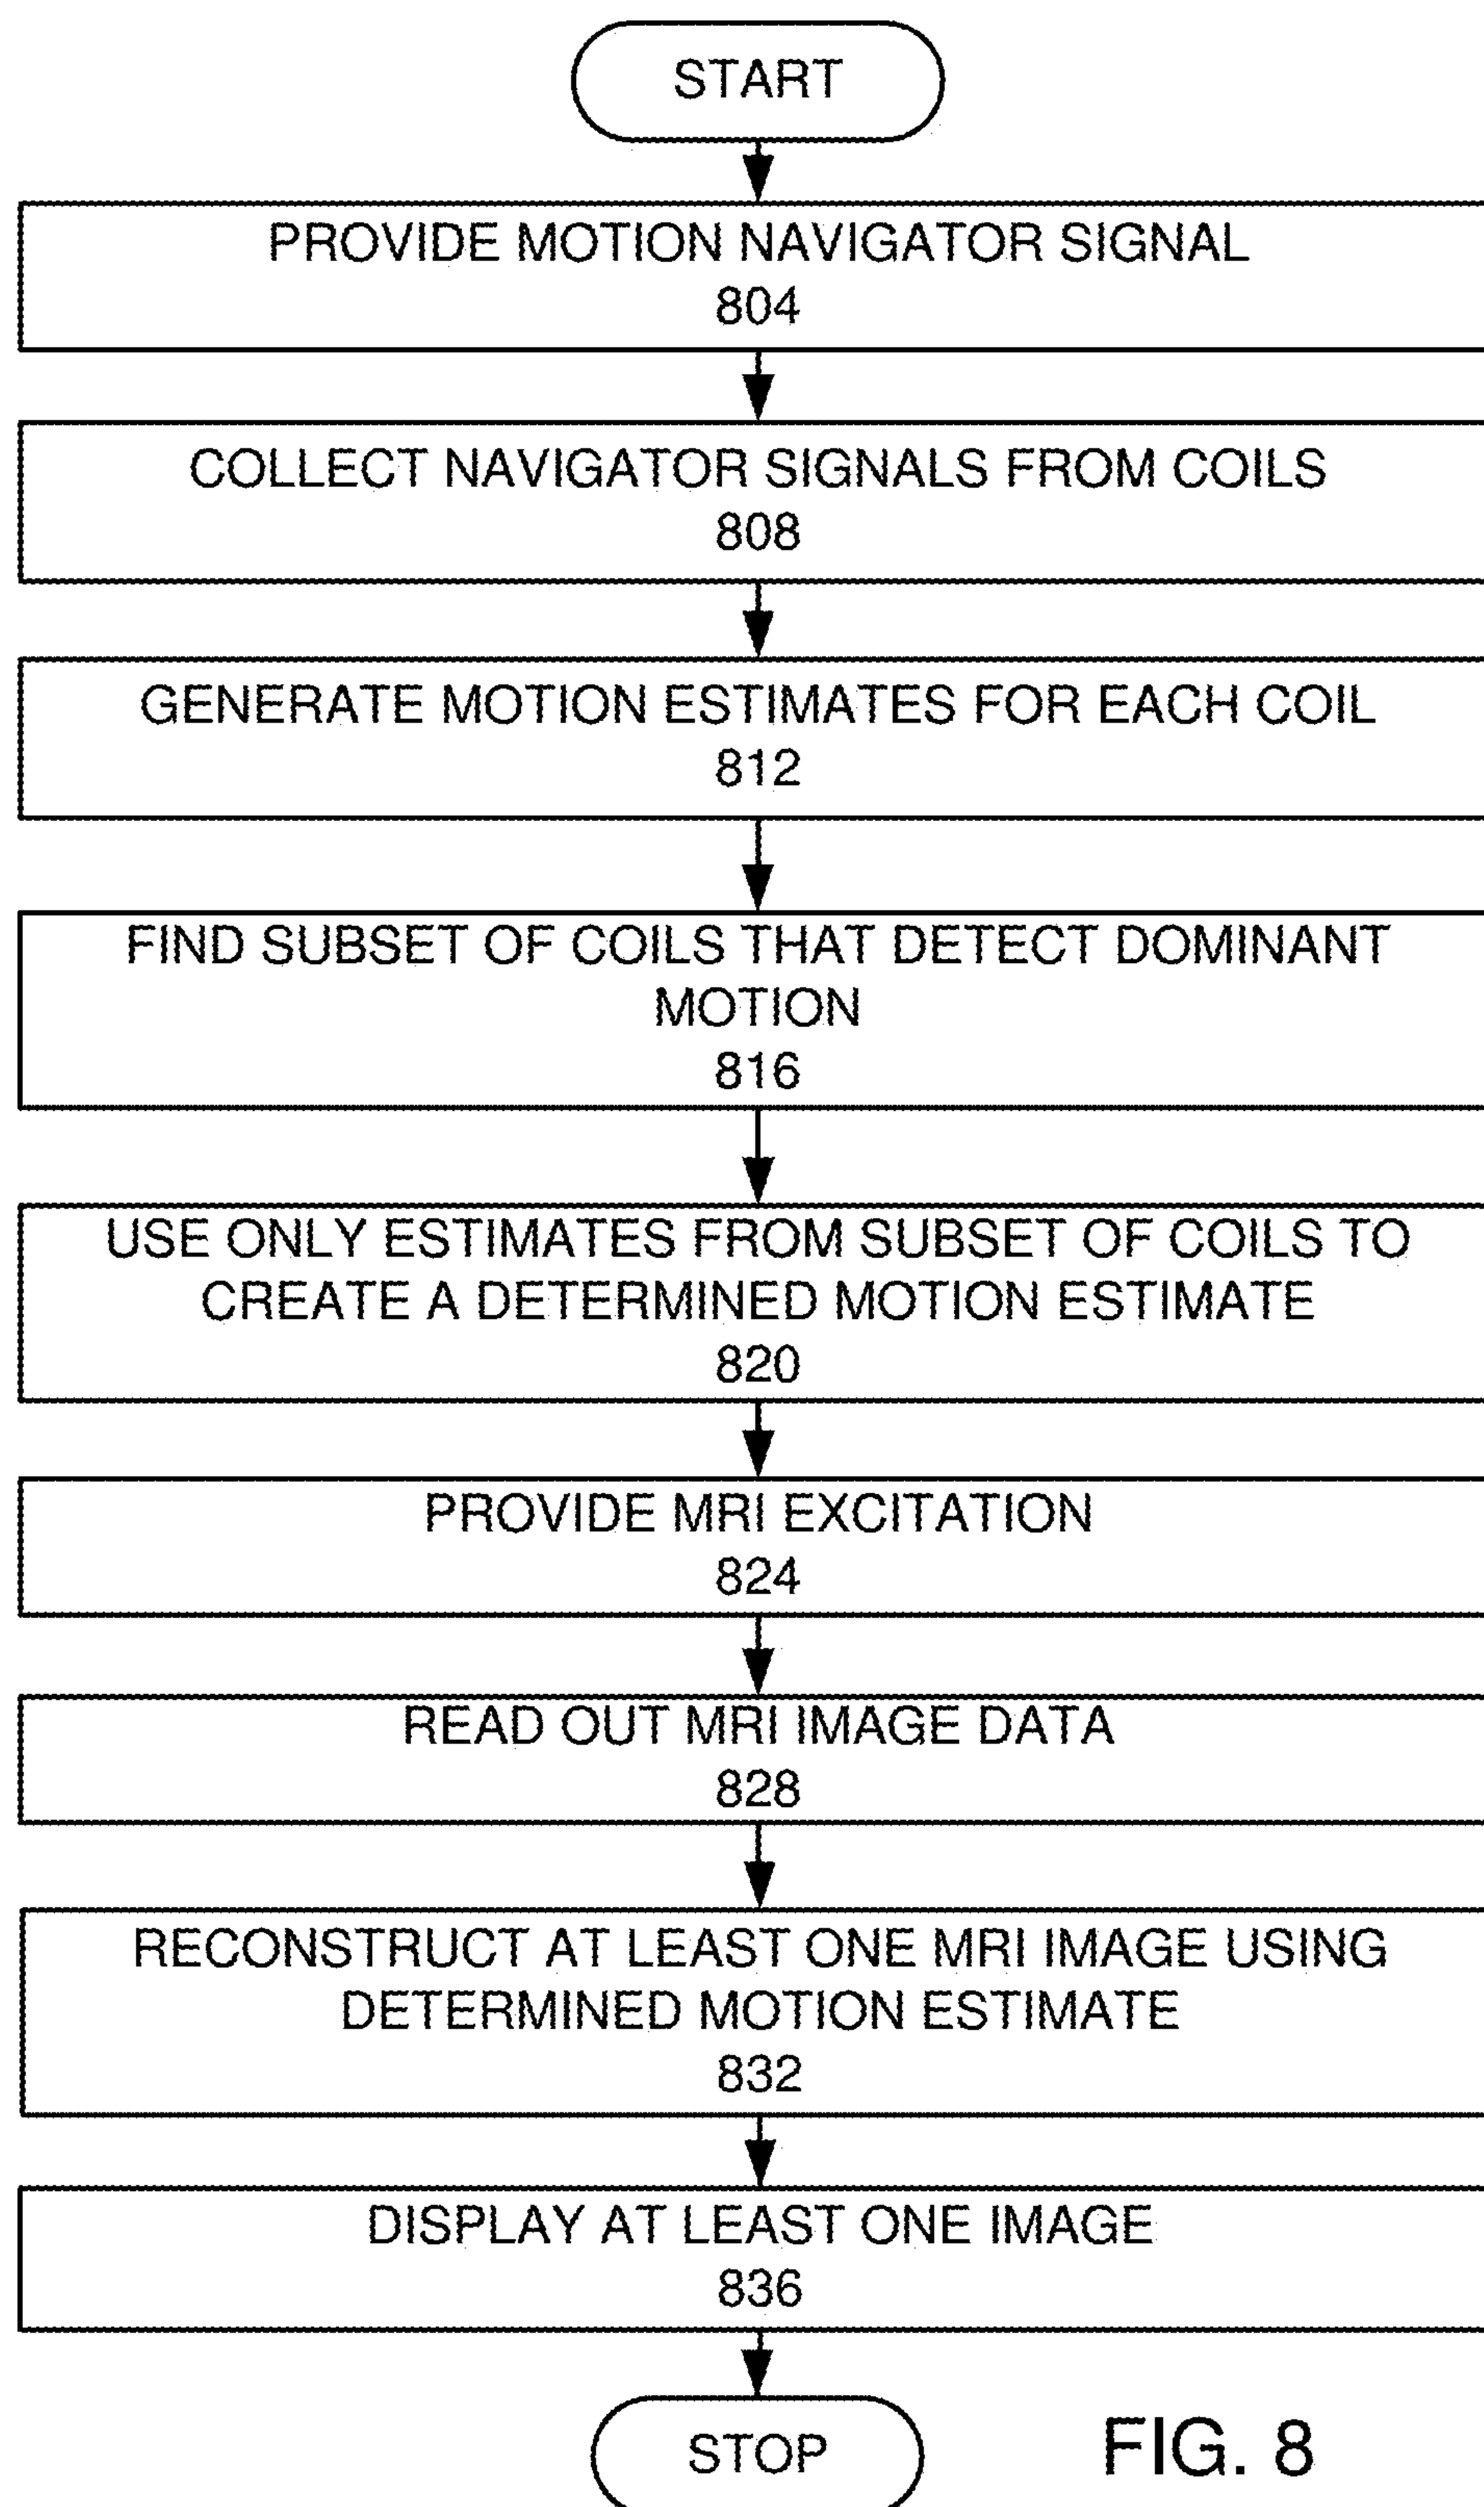 START
PROVIDE MOTION NAVIGATOR SIGNAL
804
COLLECT NAVIGATOR SIGNALS FROM COILS
808
GENERATE MOTION ESTIMATES FOR EACH COIL
812
FIND SUBSET OF COILS THAT DETECT DOMINANT
MOTION
816
USE ONLY ESTIMATES FROM SUBSET OF COILS TO
CREATE A DETERMINED MOTION ESTIMATE
820
PROVIDE MRI EXCITATION
824
READ OUT MRI IMAGE DATA
828
RECONSTRUCT AT LEAST ONE MRI IMAGE USING
DETERMINED MOTION ESTIMATE
832
DISPLAY AT LEAST ONE IMAGE
836
STOP
FIG. 8